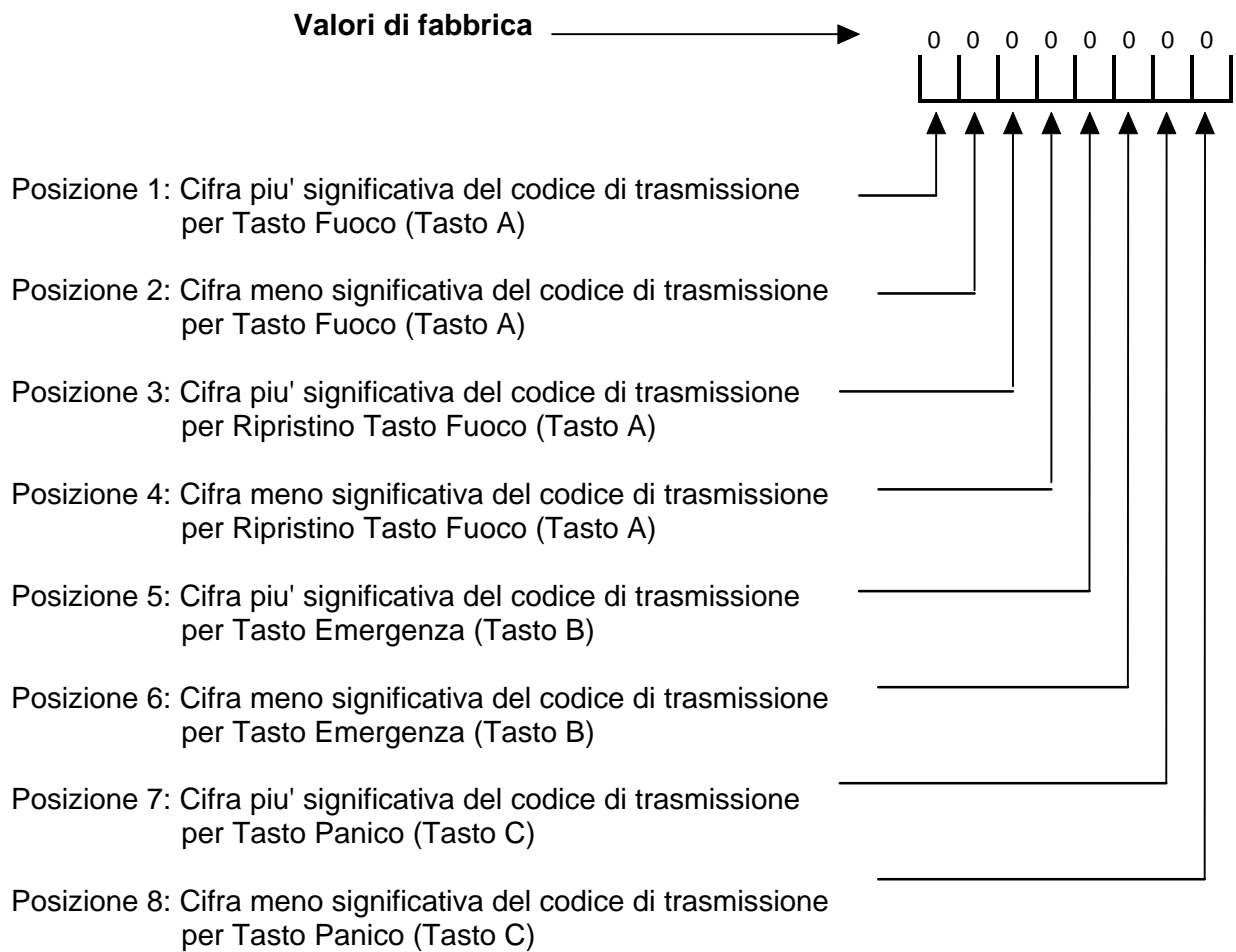 Valori di fabbrica
0 0 0 0 0 0 0 0
Posizione 1: Cifra piu' significativa del codice di trasmissione
per Tasto Fuoco (Tasto A)
Posizione 2: Cifra meno significativa del codice di trasmissione
per Tasto Fuoco (Tasto A)
Posizione 3: Cifra piu' significativa del codice di trasmissione
per Ripristino Tasto Fuoco (Tasto A)
Posizione 4: Cifra meno significativa del codice di trasmissione
per Ripristino Tasto Fuoco (Tasto A)
Posizione 5: Cifra piu' significativa del codice di trasmissione
per Tasto Emergenza (Tasto B)
Posizione 6: Cifra meno significativa del codice di trasmissione
per Tasto Emergenza (Tasto B)
Posizione 7: Cifra piu' significativa del codice di trasmissione
per Tasto Panico (Tasto C)
Posizione 8: Cifra meno significativa del codice di trasmissione
per Tasto Panico (Tasto C)